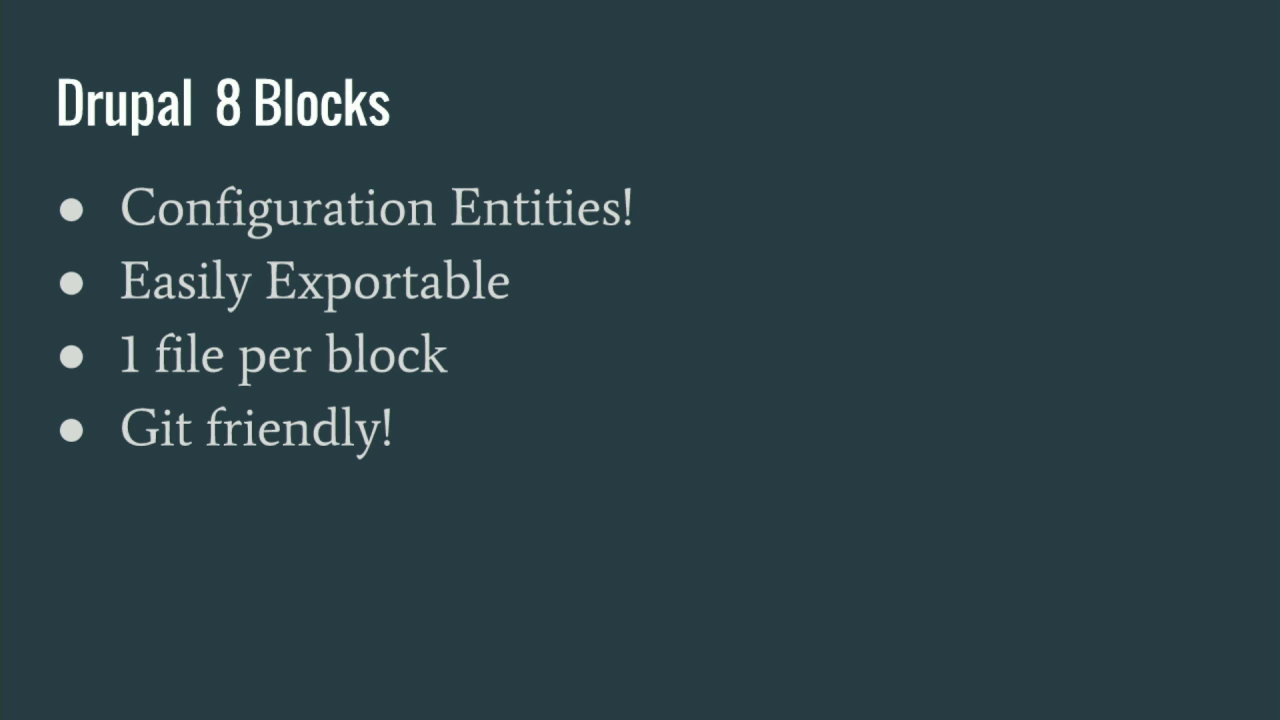 Drupal 8 Blocks
● Configuration Entities!
● Easily Exportable
● 1 file per block
● Git friendly!